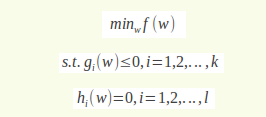 min_w f(w)
s.t. g_i(w)≤0, i=1,2,..., k
h_i(w)=0, i=1,2,..., l